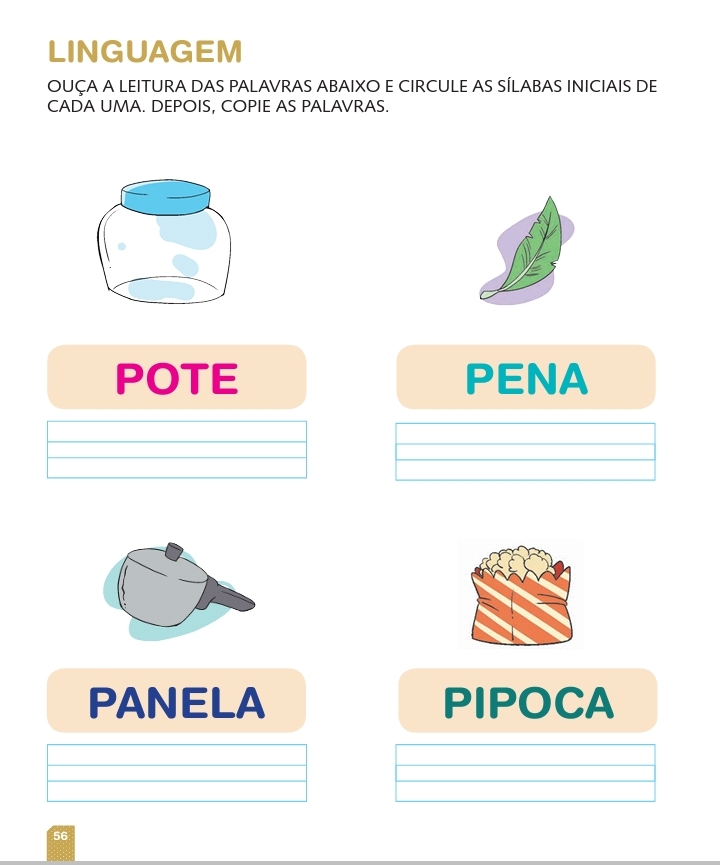 LINGUAGEM
OUÇA A LEITURA DAS PALAVRAS ABAIXO E CIRCULE AS SÍLABAS INICIAIS DE
CADA UMA. DEPOIS, COPIE AS PALAVRAS.
POTE
PENA
PANELA
PIPOCA
56